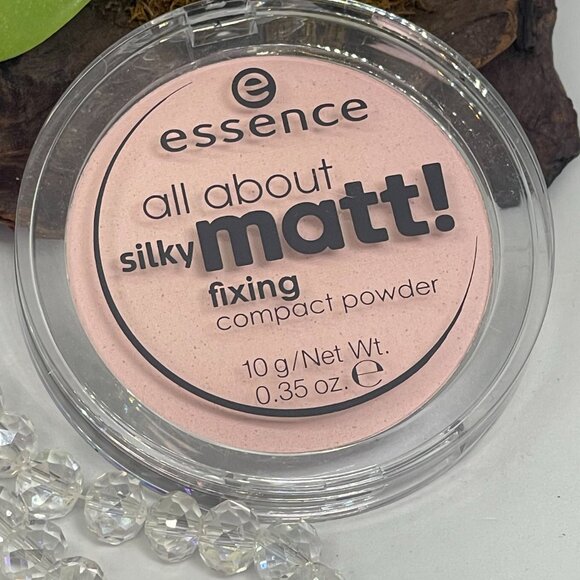 e
essence
all about
silky matt!
fixing
compact powder
10 g/Net Wt.
0.35 oz. ℮